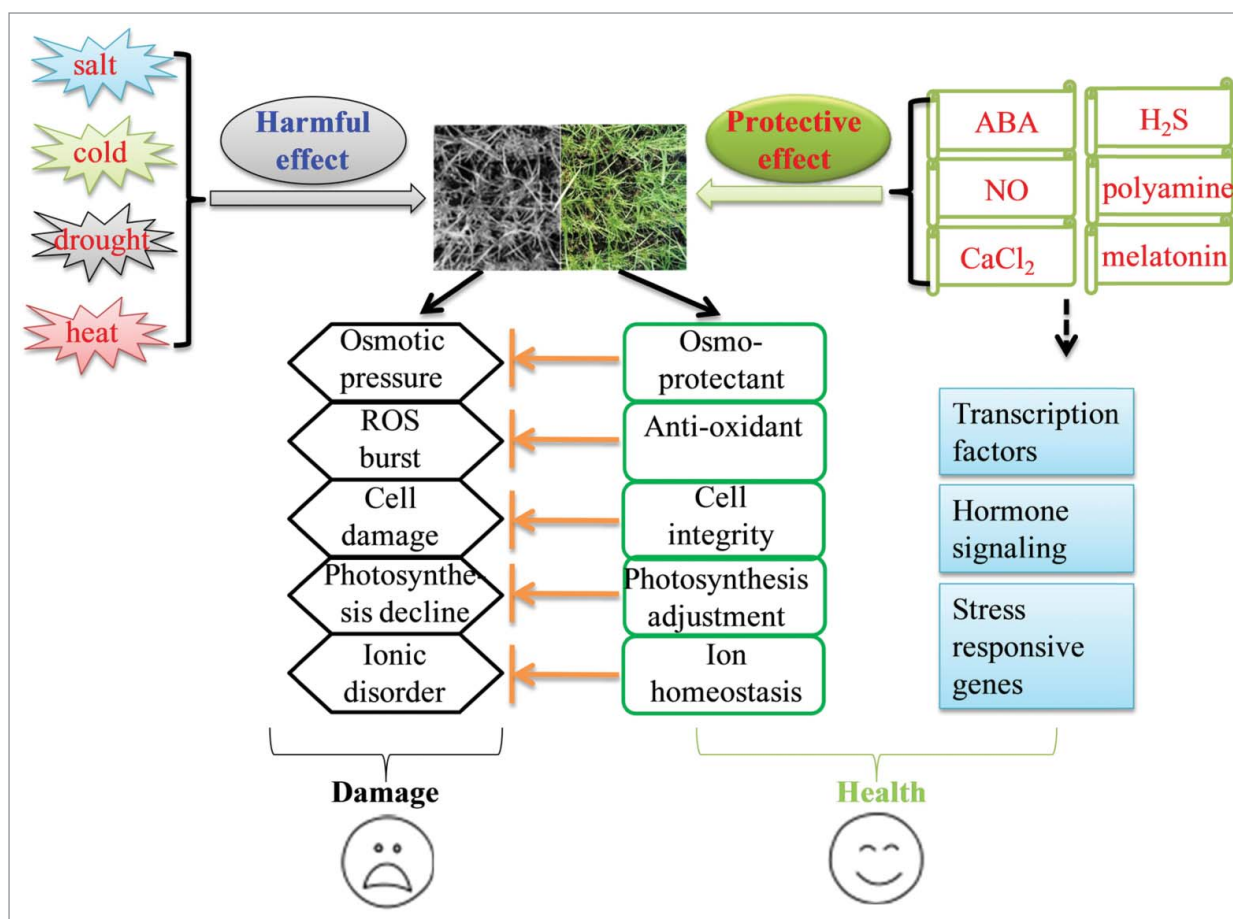 salt
cold
drought
heat
Harmful
effect
Protective
effect
ABA
H₂S
NO
polyamine
CaCl₂
melatonin
Osmotic
pressure
ROS
burst
Cell
damage
Photosynthe-
sis decline
Ionic
disorder
Osmo-
protectant
Anti-oxidant
Cell
integrity
Photosynthesis
adjustment
Ion
homeostasis
Transcription
factors
Hormone
signaling
Stress
responsive
genes
Damage
Health